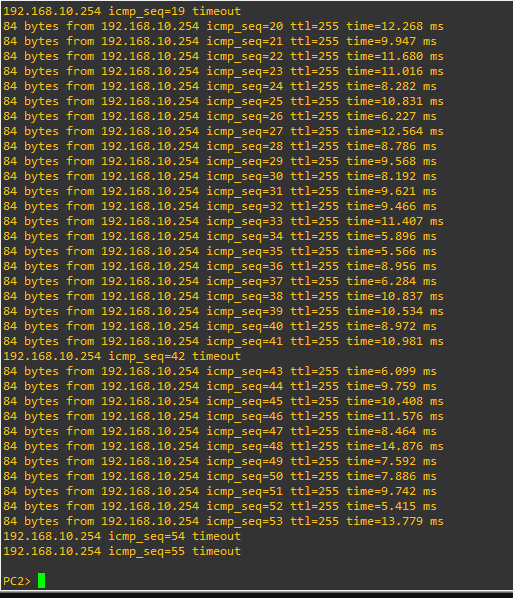 192.168.10.254 icmp_seq=19 timeout
84 bytes from 192.168.10.254 icmp_seq=20 ttl=255 time=12.268 ms
84 bytes from 192.168.10.254 icmp_seq=21 ttl=255 time=9.947 ms
84 bytes from 192.168.10.254 icmp_seq=22 ttl=255 time=11.680 ms
84 bytes from 192.168.10.254 icmp_seq=23 ttl=255 time=11.016 ms
84 bytes from 192.168.10.254 icmp_seq=24 ttl=255 time=8.282 ms
84 bytes from 192.168.10.254 icmp_seq=25 ttl=255 time=10.831 ms
84 bytes from 192.168.10.254 icmp_seq=26 ttl=255 time=6.227 ms
84 bytes from 192.168.10.254 icmp_seq=27 ttl=255 time=12.564 ms
84 bytes from 192.168.10.254 icmp_seq=28 ttl=255 time=8.786 ms
84 bytes from 192.168.10.254 icmp_seq=29 ttl=255 time=9.568 ms
84 bytes from 192.168.10.254 icmp_seq=30 ttl=255 time=8.192 ms
84 bytes from 192.168.10.254 icmp_seq=31 ttl=255 time=9.621 ms
84 bytes from 192.168.10.254 icmp_seq=32 ttl=255 time=9.466 ms
84 bytes from 192.168.10.254 icmp_seq=33 ttl=255 time=11.407 ms
84 bytes from 192.168.10.254 icmp_seq=34 ttl=255 time=5.896 ms
84 bytes from 192.168.10.254 icmp_seq=35 ttl=255 time=5.566 ms
84 bytes from 192.168.10.254 icmp_seq=36 ttl=255 time=8.956 ms
84 bytes from 192.168.10.254 icmp_seq=37 ttl=255 time=6.284 ms
84 bytes from 192.168.10.254 icmp_seq=38 ttl=255 time=10.837 ms
84 bytes from 192.168.10.254 icmp_seq=39 ttl=255 time=10.534 ms
84 bytes from 192.168.10.254 icmp_seq=40 ttl=255 time=8.972 ms
84 bytes from 192.168.10.254 icmp_seq=41 ttl=255 time=10.981 ms
192.168.10.254 icmp_seq=42 timeout
84 bytes from 192.168.10.254 icmp_seq=43 ttl=255 time=6.099 ms
84 bytes from 192.168.10.254 icmp_seq=44 ttl=255 time=9.759 ms
84 bytes from 192.168.10.254 icmp_seq=45 ttl=255 time=10.408 ms
84 bytes from 192.168.10.254 icmp_seq=46 ttl=255 time=11.576 ms
84 bytes from 192.168.10.254 icmp_seq=47 ttl=255 time=8.464 ms
84 bytes from 192.168.10.254 icmp_seq=48 ttl=255 time=14.876 ms
84 bytes from 192.168.10.254 icmp_seq=49 ttl=255 time=7.592 ms
84 bytes from 192.168.10.254 icmp_seq=50 ttl=255 time=7.886 ms
84 bytes from 192.168.10.254 icmp_seq=51 ttl=255 time=9.742 ms
84 bytes from 192.168.10.254 icmp_seq=52 ttl=255 time=5.415 ms
84 bytes from 192.168.10.254 icmp_seq=53 ttl=255 time=13.779 ms
192.168.10.254 icmp_seq=54 timeout
192.168.10.254 icmp_seq=55 timeout
PC2>